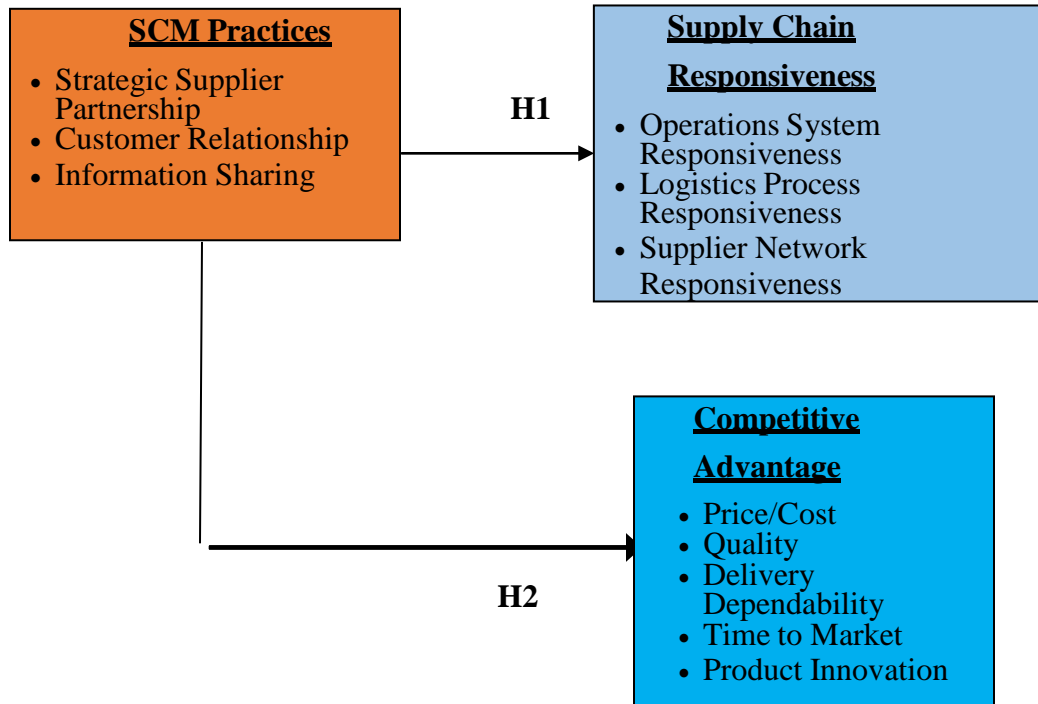 SCM Practices
• Strategic Supplier
Partnership
• Customer Relationship
• Information Sharing
H1
Supply Chain
Responsiveness
• Operations System
Responsiveness
• Logistics Process
Responsiveness
• Supplier Network
Responsiveness
H2
Competitive
Advantage
• Price/Cost
• Quality
• Delivery
Dependability
• Time to Market
• Product Innovation